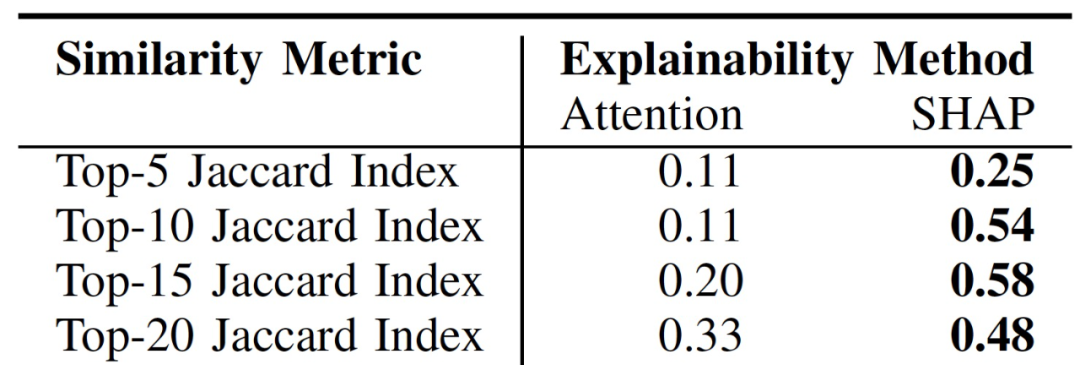 Similarity Metric Explainability Method
Attention SHAP
Top-5 Jaccard Index 0.11 0.25
Top-10 Jaccard Index 0.11 0.54
Top-15 Jaccard Index 0.20 0.58
Top-20 Jaccard Index 0.33 0.48